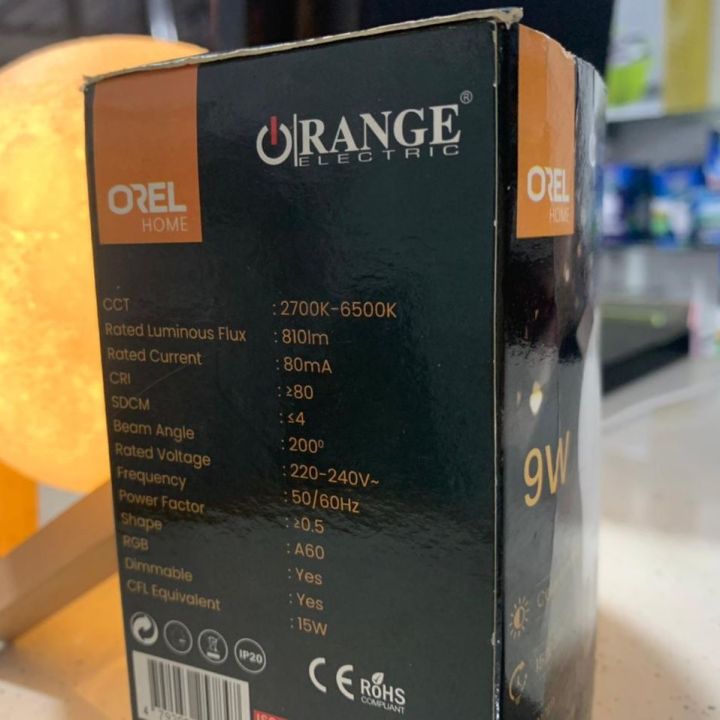 ORANGE®
ELECTRIC
OREL
HOME
CCT : 2700K-6500K
Rated Luminous Flux : 810lm
Rated Current : 80mA
CRI : ≥80
SDCM : ≤4
Beam Angle : 200⁰
Rated Voltage : 220-240V~
Frequency : 50/60Hz
Power Factor : ≥0.5
Shape : A60
RGB : Yes
Dimmable : Yes
CFL Equivalent : 15W
IP20
CE RoHS
COMPLIANT
OREL
HOME
9W